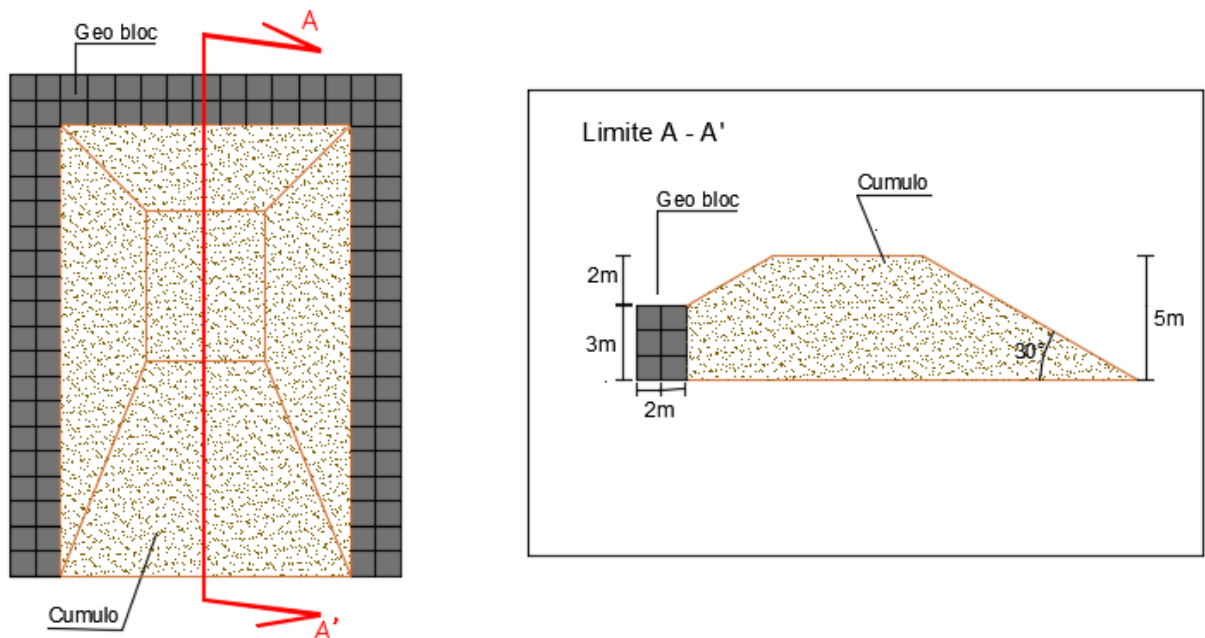 Geo bloc
A
Cumulo
A'
Limite A - A'
Cumulo
Geo bloc
2m
3m
2m
30°
5m